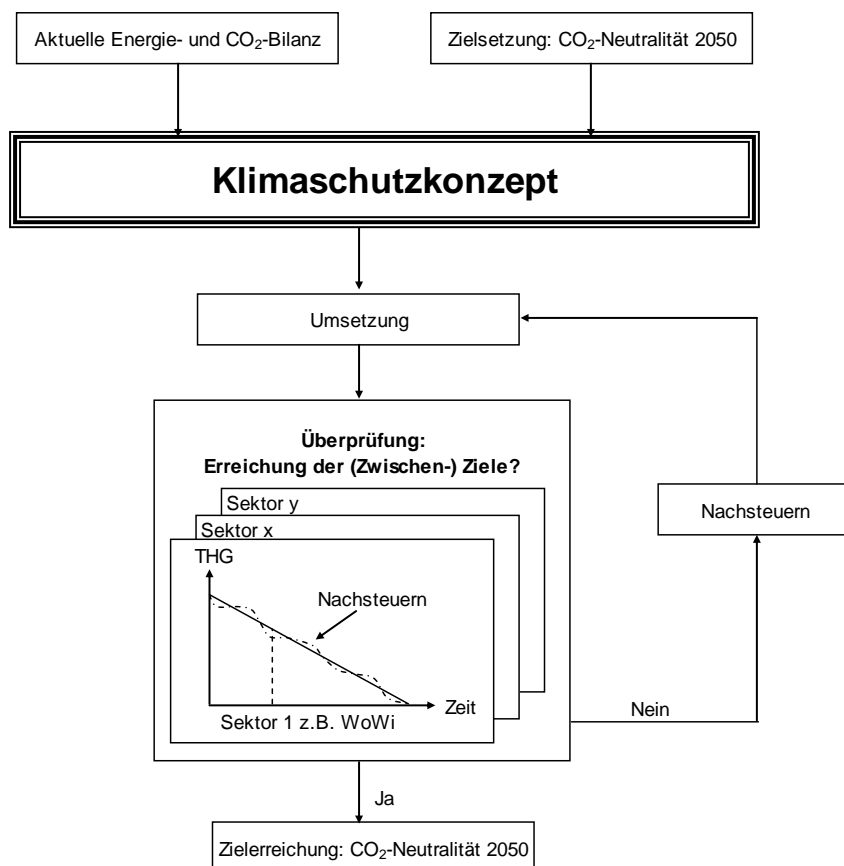 Aktuelle Energie- und CO₂-Bilanz
Zielsetzung: CO₂-Neutralität 2050
Klimaschutzkonzept
Umsetzung
Überprüfung:
Erreichung der (Zwischen-) Ziele?
Sektor y
Sektor x
THG
Nachsteuern
Zeit
Sektor 1 z.B. WoWi
Nachsteuern
Nein
Ja
Zielerreichung: CO₂-Neutralität 2050